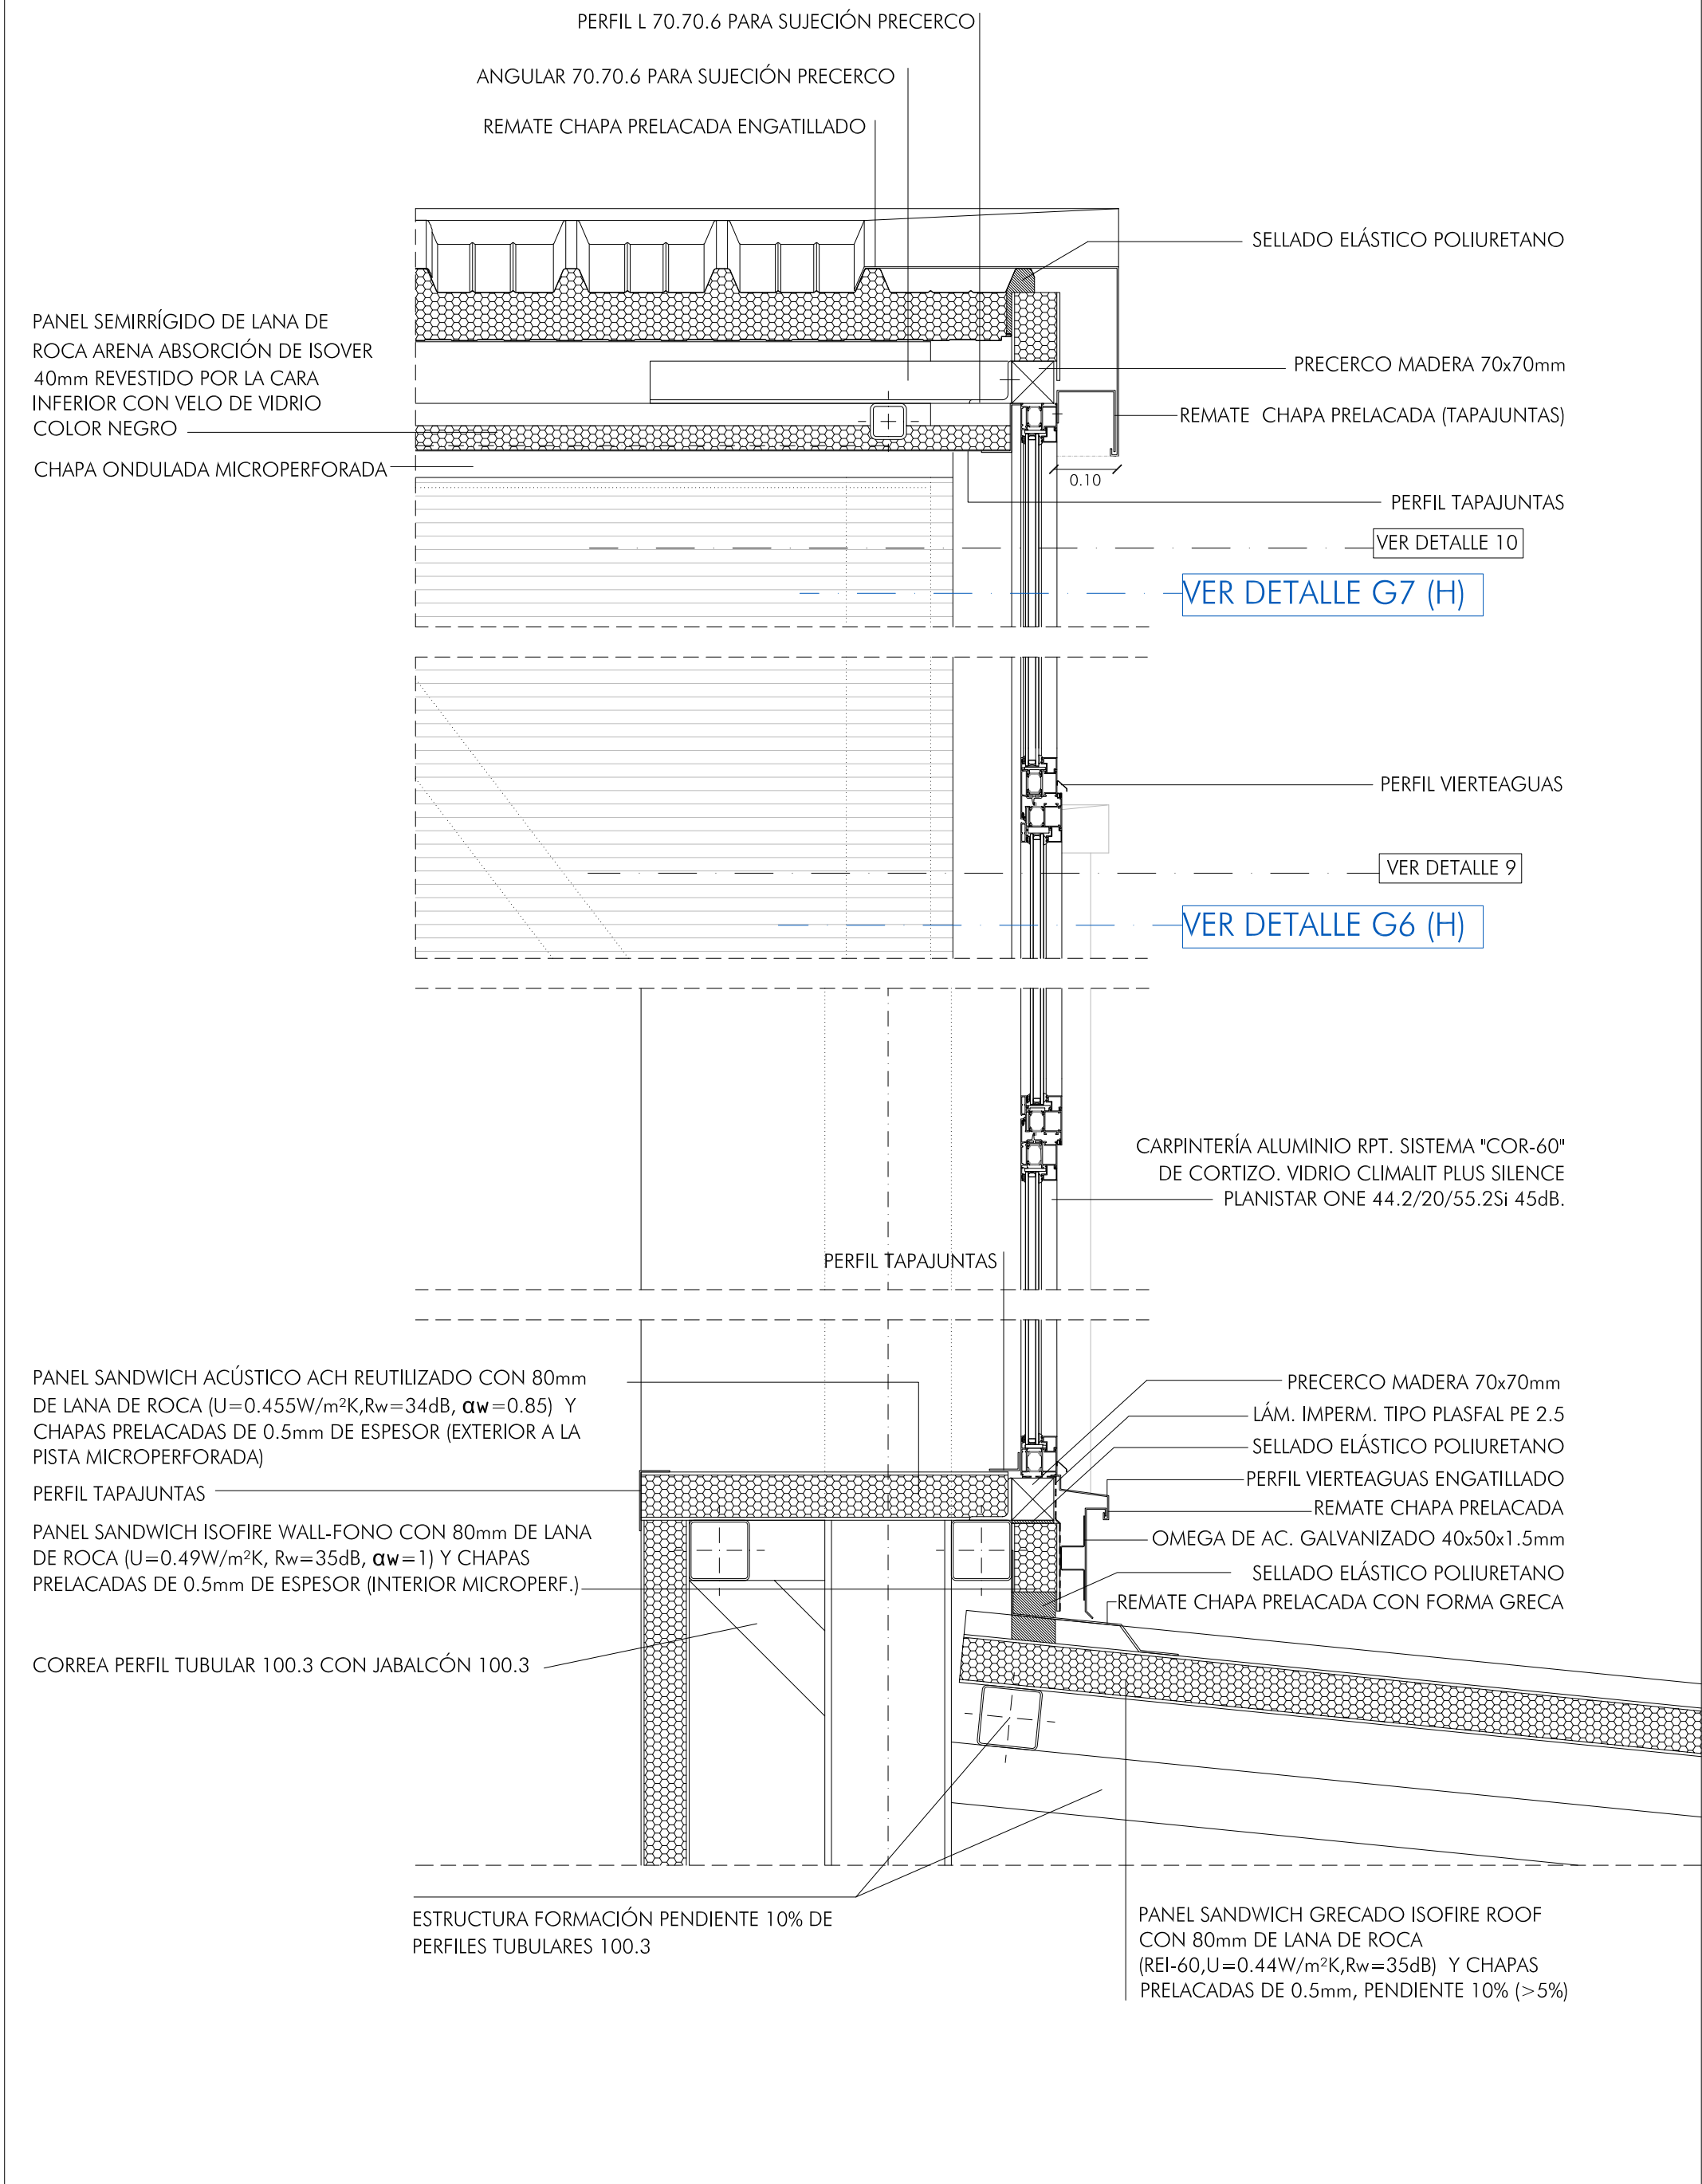 PERFIL L 70.70.6 PARA SUJECIÓN PRECERCO
ANGULAR 70.70.6 PARA SUJECIÓN PRECERCO
REMATE CHAPA PRELACADA ENGATILLADO
SELLADO ELÁSTICO POLIURETANO
PANEL SEMIRRÍGIDO DE LANA DE
ROCA ARENA ABSORCIÓN DE ISOVER
40mm REVESTIDO POR LA CARA
INFERIOR CON VELO DE VIDRIO
COLOR NEGRO
PRECERCO MADERA 70x70mm
REMATE CHAPA PRELACADA (TAPAJUNTAS)
CHAPA ONDULADA MICROPERFORADA
0.10
PERFIL TAPAJUNTAS
VER DETALLE 10
VER DETALLE G7 (H)
PERFIL VIERTEAGUAS
VER DETALLE 9
VER DETALLE G6 (H)
CARPINTERÍA ALUMINIO RPT. SISTEMA "COR-60"
DE CORTIZO. VIDRIO CLIMALIT PLUS SILENCE
PLANISTAR ONE 44.2/20/55.2Si 45dB.
PERFIL TAPAJUNTAS
PANEL SANDWICH ACÚSTICO ACH REUTILIZADO CON 80mm
DE LANA DE ROCA (U=0.455W/m²K,Rw=34dB, αw=0.85) Y
CHAPAS PRELACADAS DE 0.5mm DE ESPESOR (EXTERIOR A LA
PISTA MICROPERFORADA)
PERFIL TAPAJUNTAS
PANEL SANDWICH ISOFIRE WALL-FONO CON 80mm DE LANA
DE ROCA (U=0.49W/m²K, Rw=35dB, αw=1) Y CHAPAS
PRELACADAS DE 0.5mm DE ESPESOR (INTERIOR MICROPERF.)
CORREA PERFIL TUBULAR 100.3 CON JABALCÓN 100.3
PRECERCO MADERA 70x70mm
LÁM. IMPERM. TIPO PLASFAL PE 2.5
SELLADO ELÁSTICO POLIURETANO
PERFIL VIERTEAGUAS ENGATILLADO
REMATE CHAPA PRELACADA
OMEGA DE AC. GALVANIZADO 40x50x1.5mm
SELLADO ELÁSTICO POLIURETANO
REMATE CHAPA PRELACADA CON FORMA GRECA
ESTRUCTURA FORMACIÓN PENDIENTE 10% DE
PERFILES TUBULARES 100.3
PANEL SANDWICH GRECADO ISOFIRE ROOF
CON 80mm DE LANA DE ROCA
(REI-60,U=0.44W/m²K,Rw=35dB) Y CHAPAS
PRELACADAS DE 0.5mm, PENDIENTE 10% (>5%)